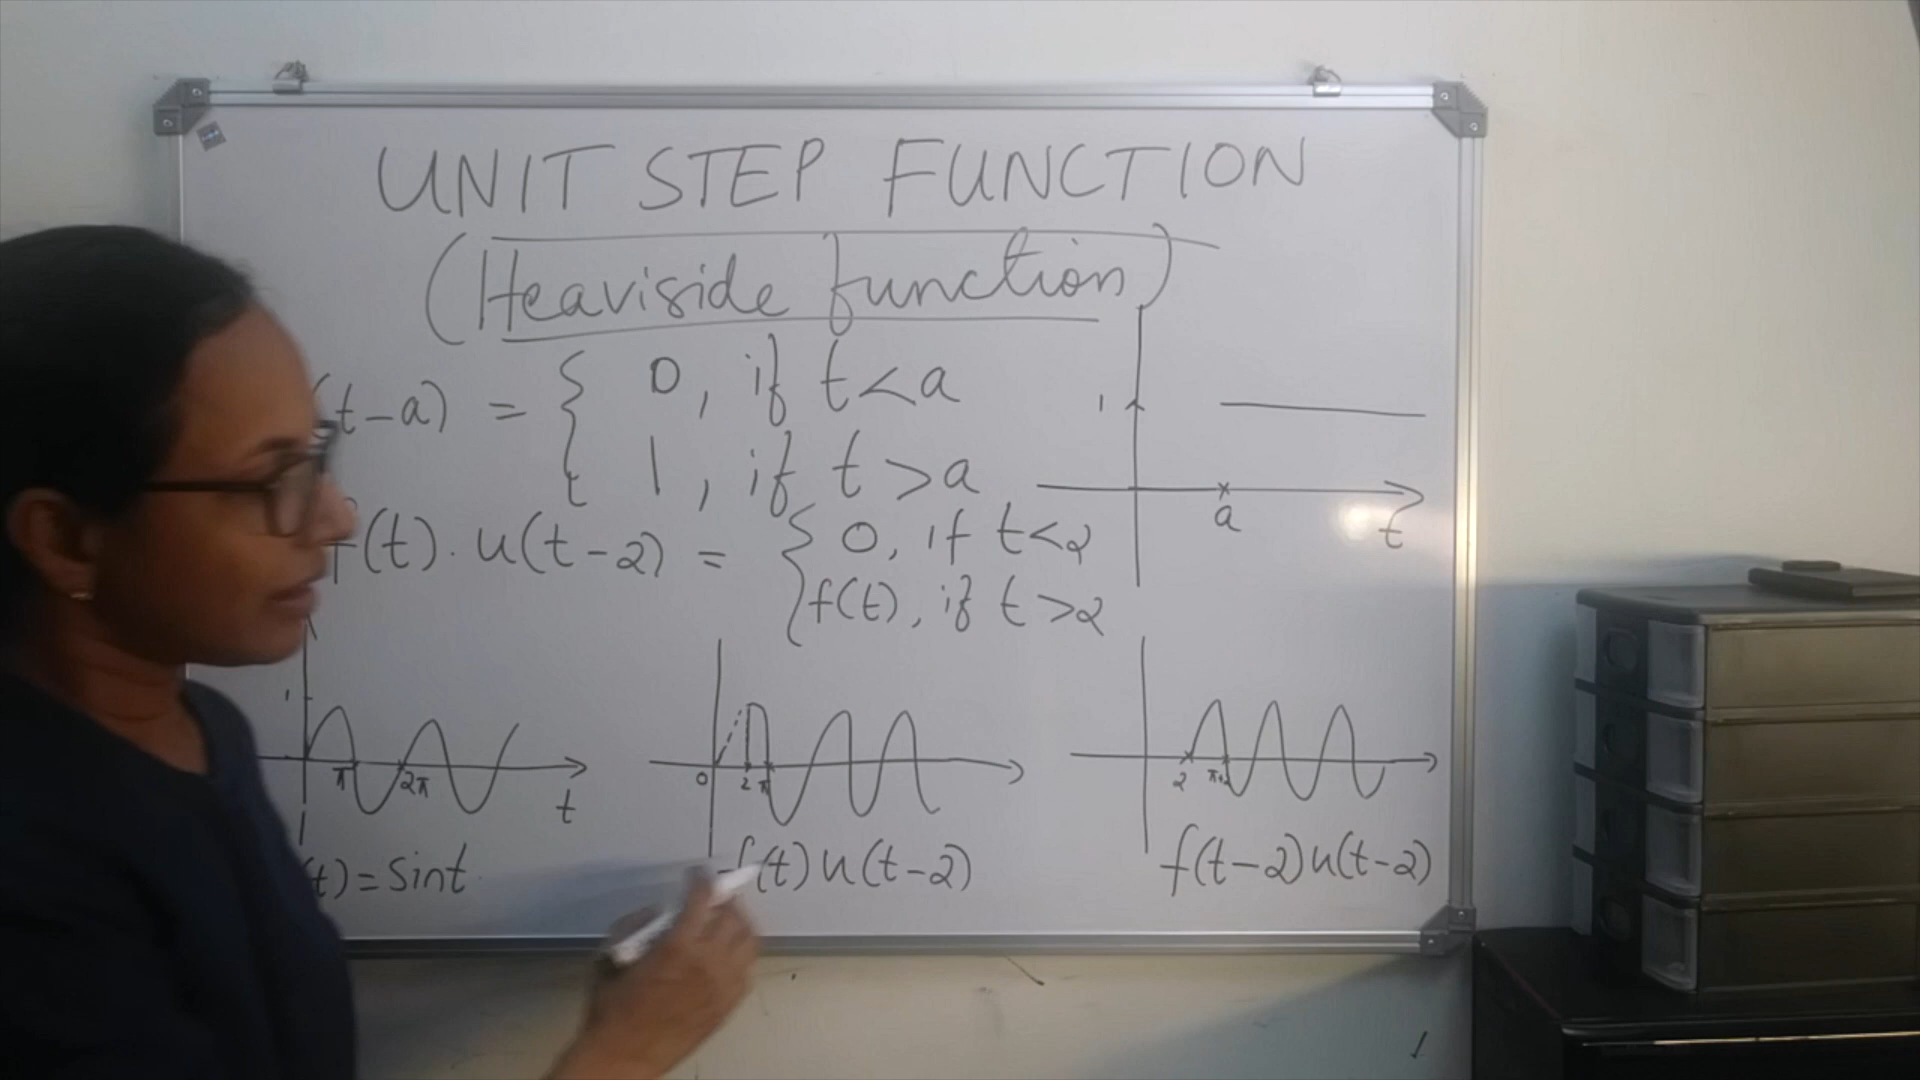 UNIT STEP FUNCTION
(Heaviside function)
(t-a) = { 0, if t<a
1, if t>a
1
a
t
f(t). u(t-2) = { 0, if t<2
f(t), if t>2
1
π
2π
t
0
2
π
2
π+2
(t) = Sint
f(t) u(t-2)
f(t-2)u(t-2)